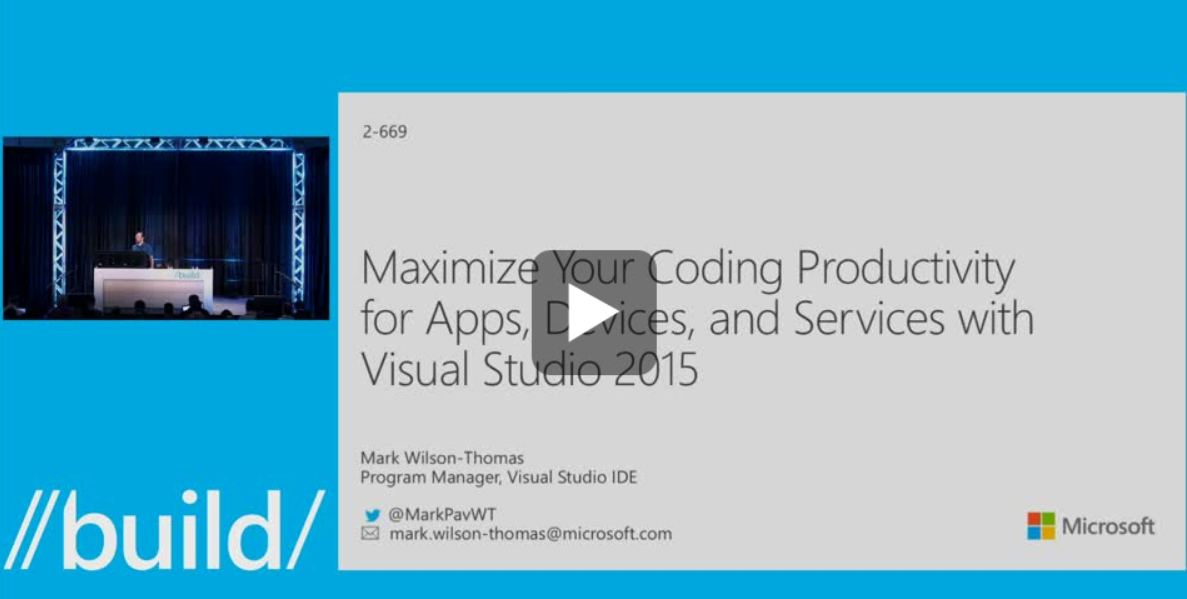 2-669
Maximize Your Coding Productivity
for Apps, Devices, and Services with
Visual Studio 2015
Mark Wilson-Thomas
Program Manager, Visual Studio IDE
@MarkPavWT
mark.wilson-thomas@microsoft.com
Microsoft
//build/
//build/